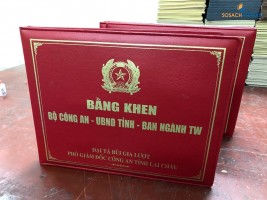 SOSACH
BẰNG KHEN
BỘ CÔNG AN - UBND TỈNH - BAN NGÀNH TW
ĐẠI TÁ BÙI GIA LƯỢT
PHÓ GIÁM ĐỐC CÔNG AN TỈNH LAI CHÂU